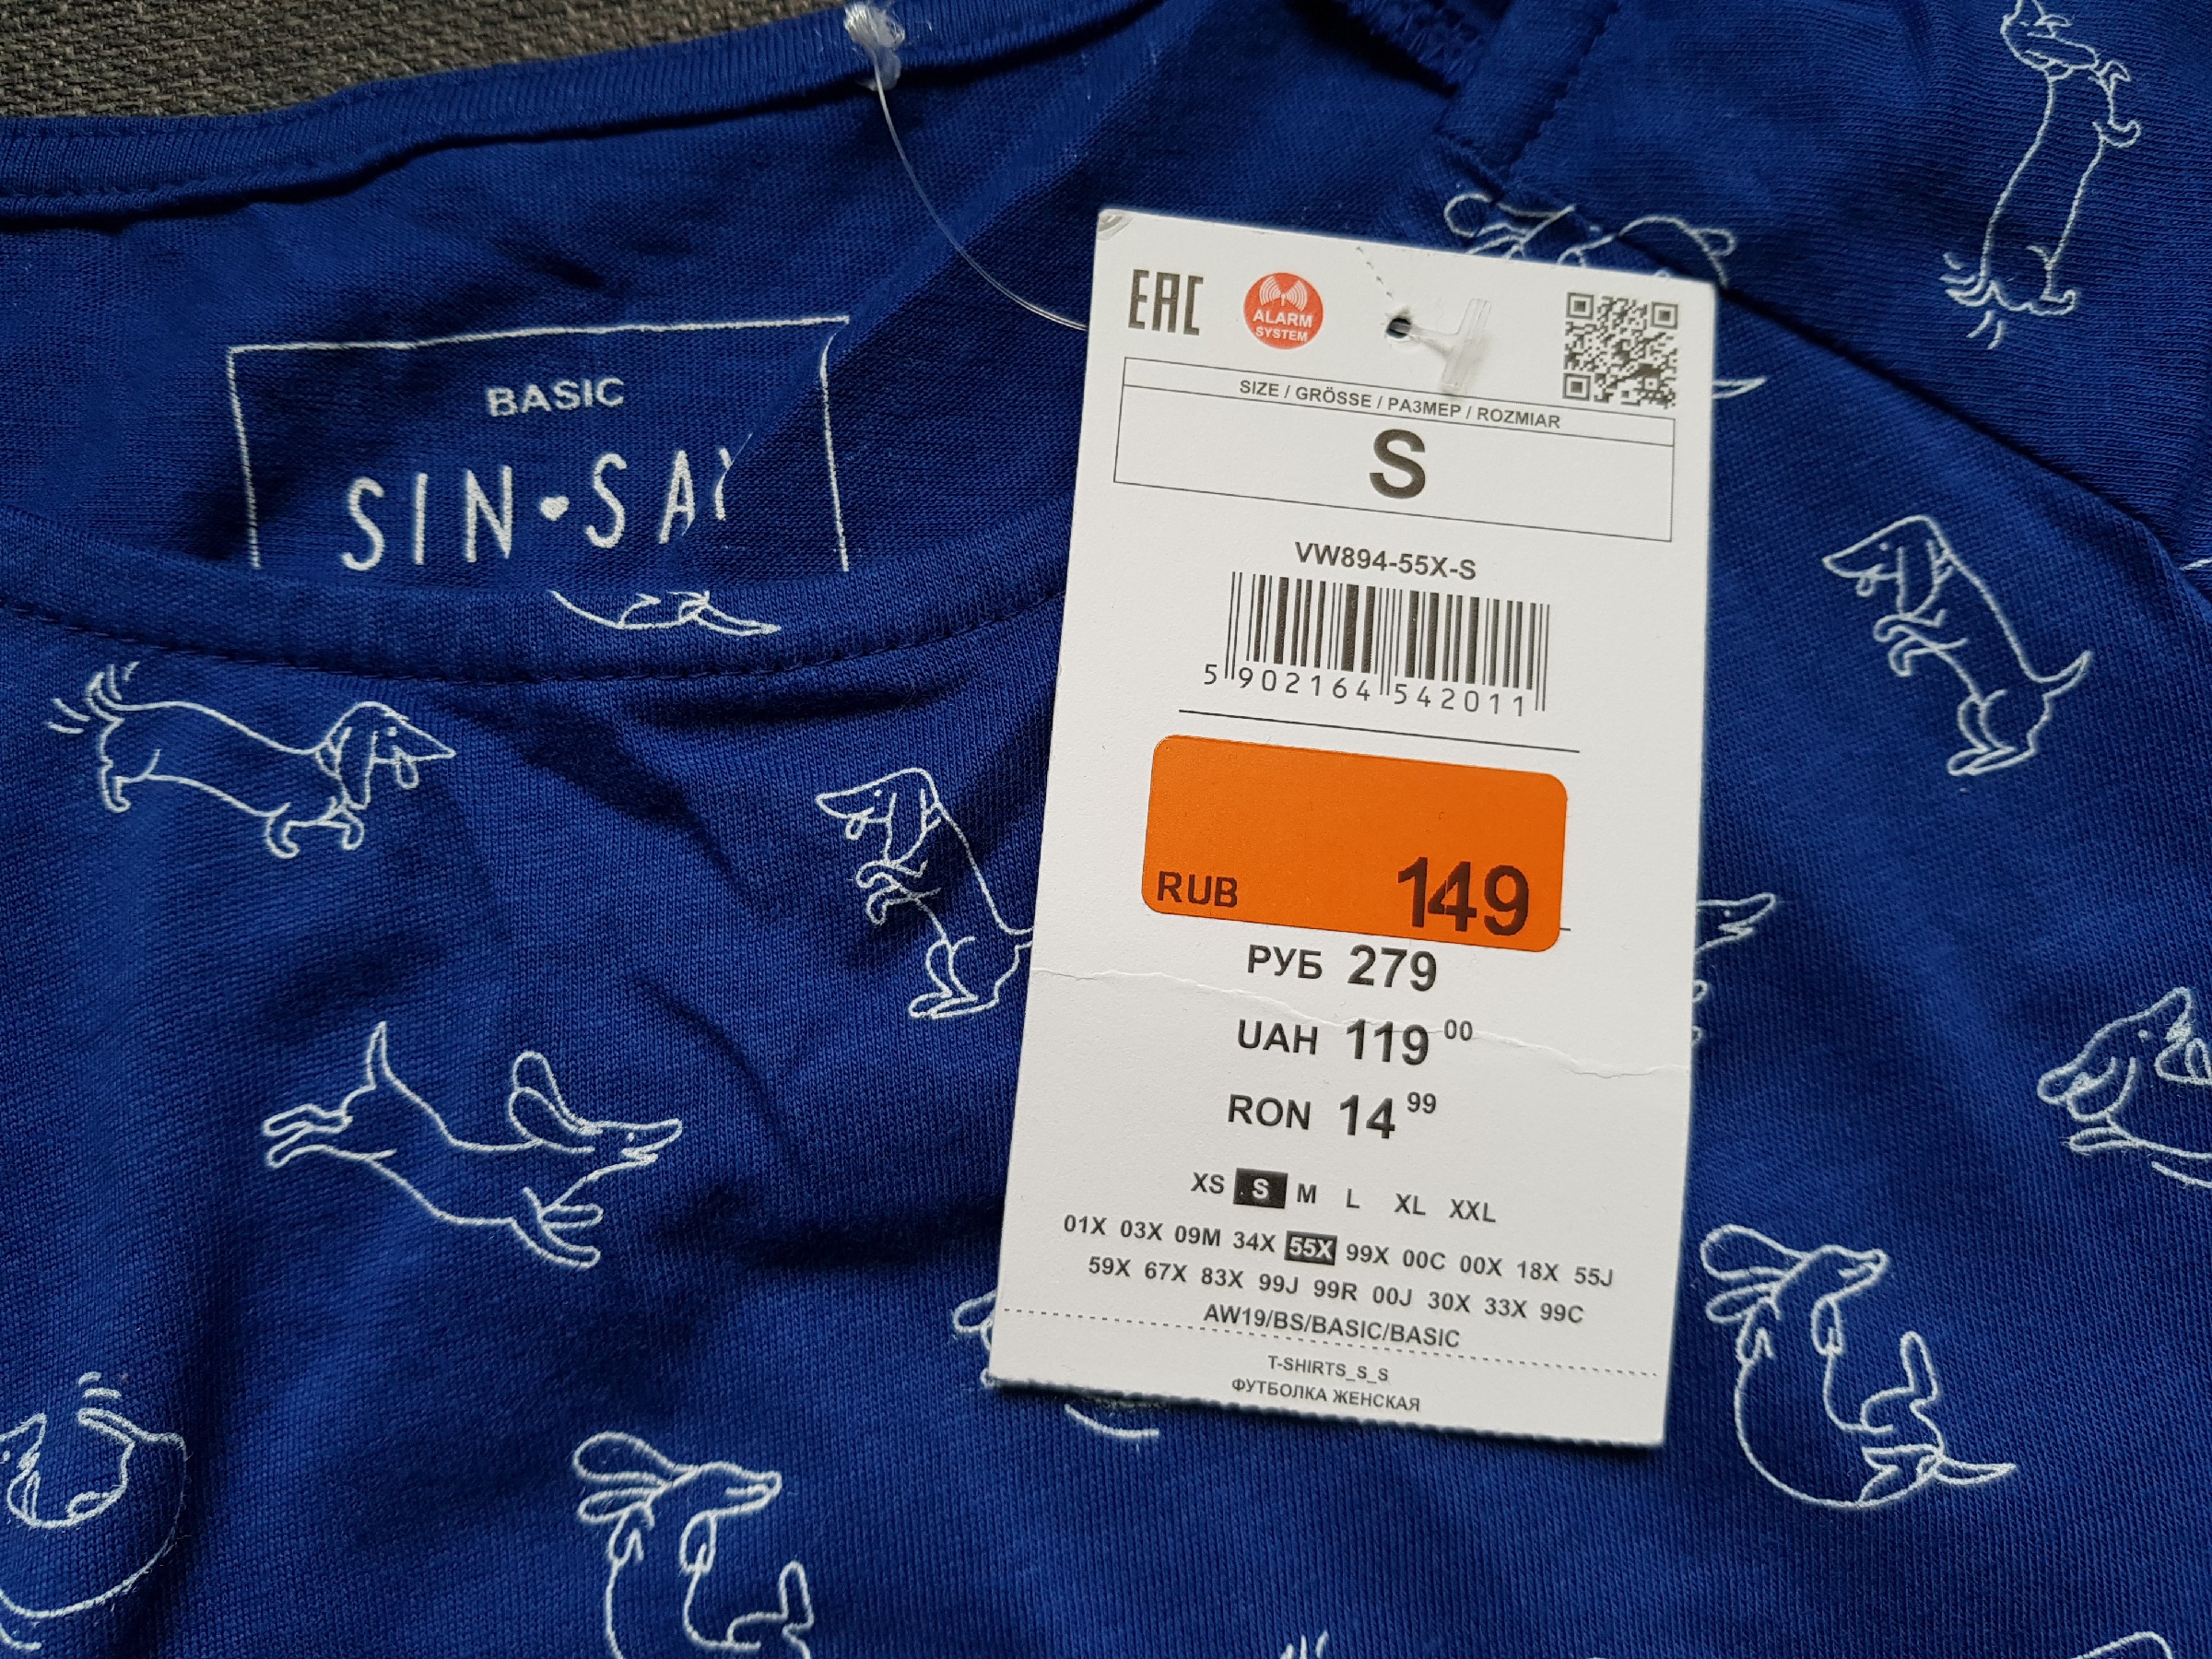 BASIC
SIN♥SAY
EAC
ALARM
SYSTEM
SIZE / GRÖSSE / РАЗМЕР / ROZMIAR
S
VW894-55X-S
5 902164 542011
RUB 149
РУБ 279
UAH 119 00
RON 14 99
XS S M L XL XXL
01X 03X 09M 34X 55X 99X 00C 00X 18X 55J
59X 67X 83X 99J 99R 00J 30X 33X 99C
AW19/BS/BASIC/BASIC
T-SHIRTS_S_S
ФУТБОЛКА ЖЕНСКАЯ